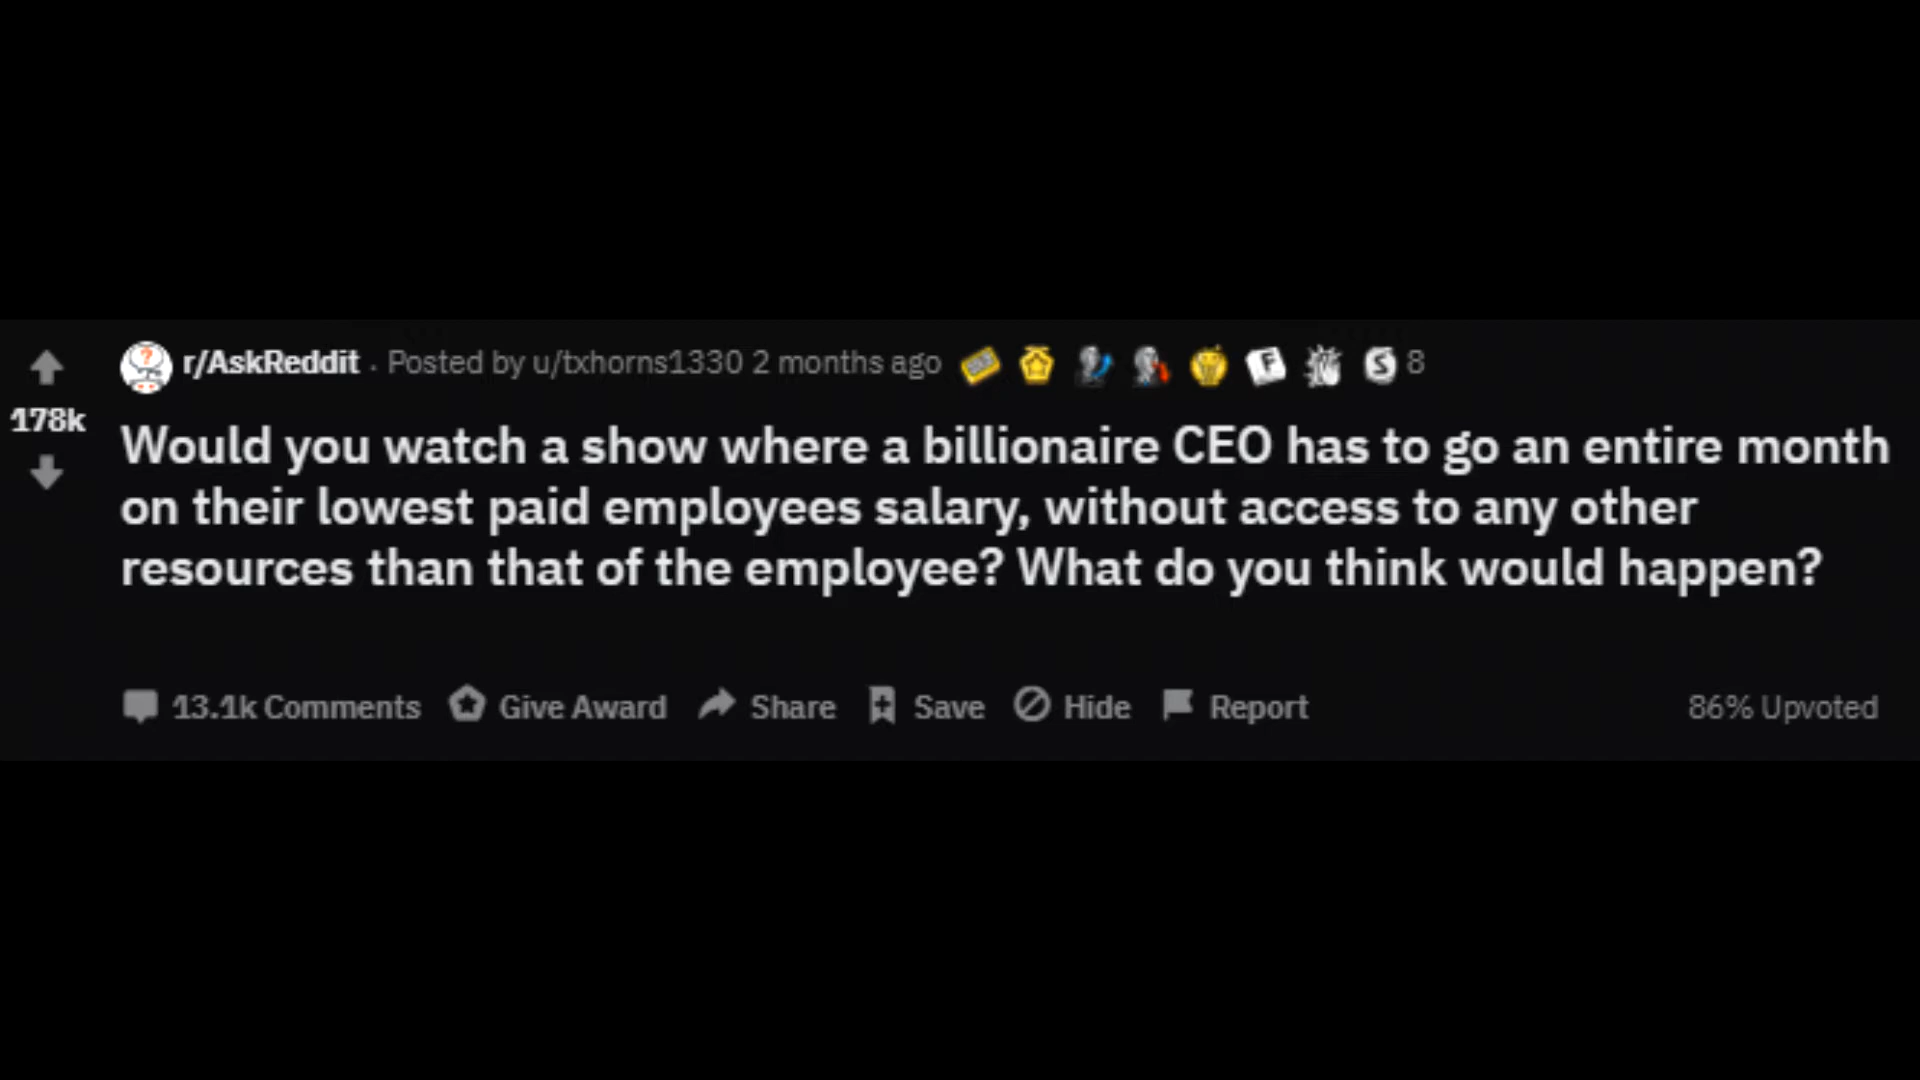 r/AskReddit · Posted by u/txhorns1330 2 months ago 8
178k
Would you watch a show where a billionaire CEO has to go an entire month
on their lowest paid employees salary, without access to any other
resources than that of the employee? What do you think would happen?
13.1k Comments Give Award Share Save Hide Report 86% Upvoted